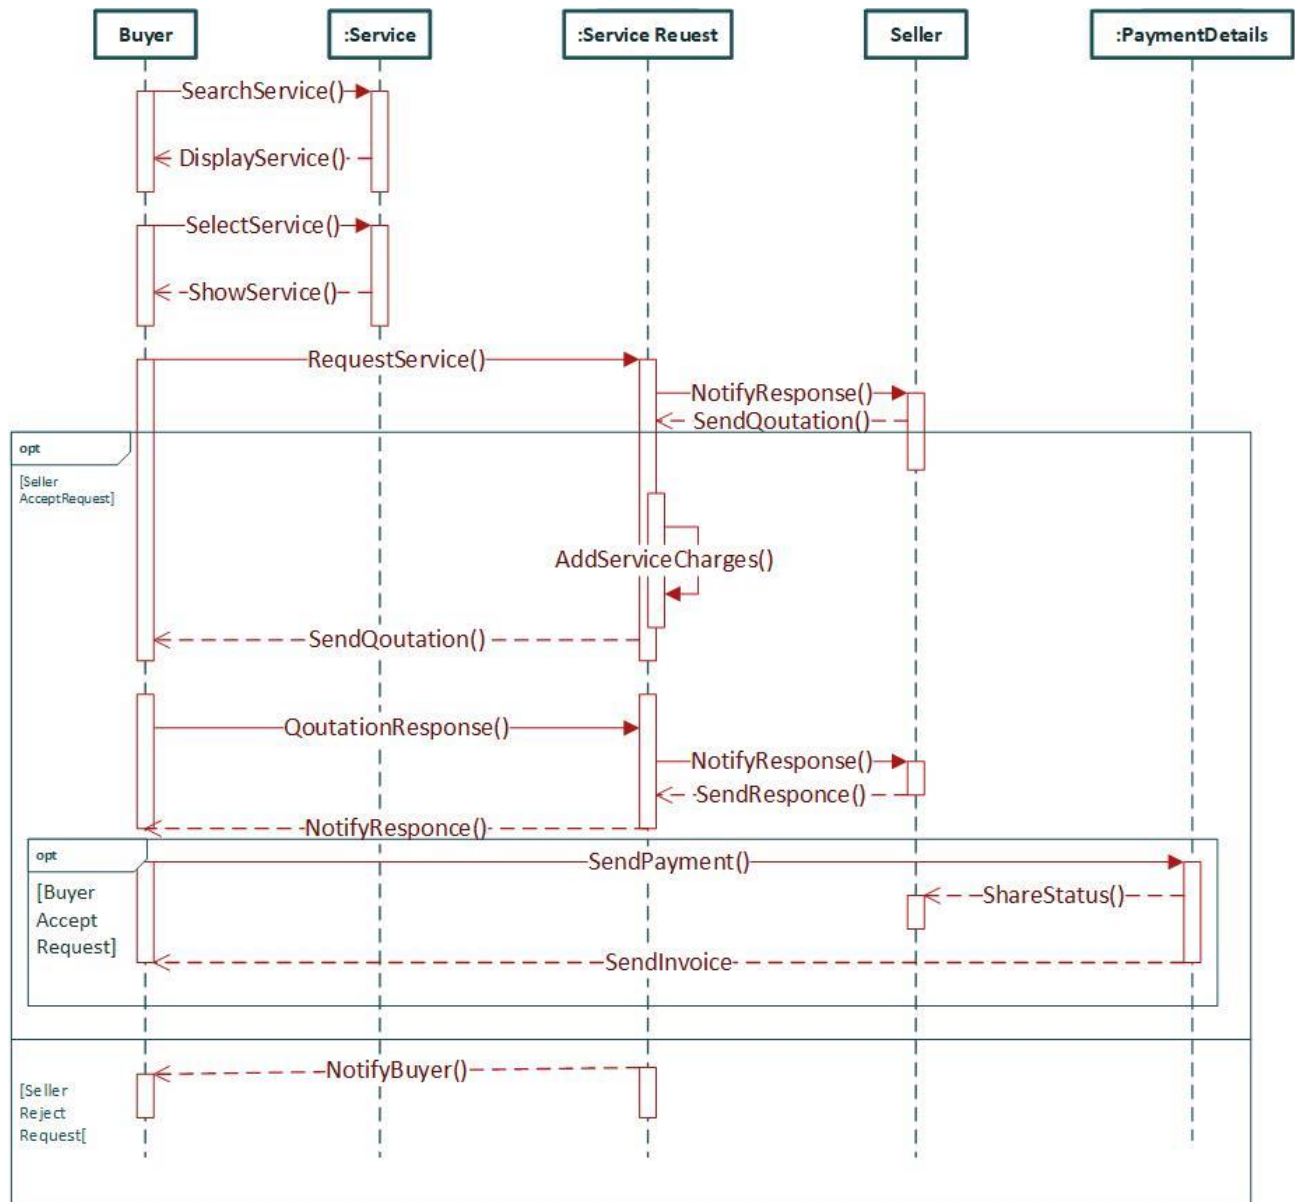 Buyer
:Service
:Service Reuest
Seller
:PaymentDetails
SearchService()
DisplayService()
SelectService()
ShowService()
RequestService()
NotifyResponse()
SendQoutation()
opt
[Seller
AcceptRequest]
AddServiceCharges()
SendQoutation()
QoutationResponse()
NotifyResponse()
SendResponce()
NotifyResponce()
opt
SendPayment()
[Buyer
Accept
Request]
ShareStatus()
SendInvoice
NotifyBuyer()
[Seller
Reject
Request[